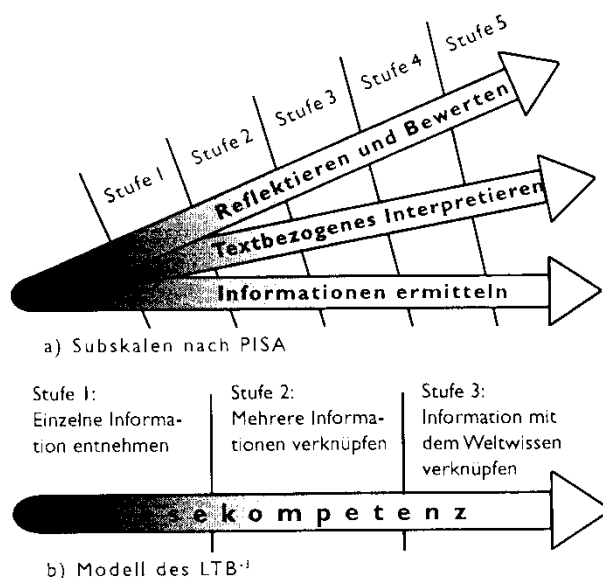 Stufe 1
Stufe 2
Stufe 3
Stufe 4
Stufe 5
Reflektieren und Bewerten
Textbezogenes Interpretieren
Informationen ermitteln
a) Subskalen nach PISA
Stufe 1:
Einzelne Informa-
tion entnehmen
Stufe 2:
Mehrere Informa-
tionen verknüpfen
Stufe 3:
Information mit
dem Weltwissen
verknüpfen
sekompetenz
b) Modell des LTB-3